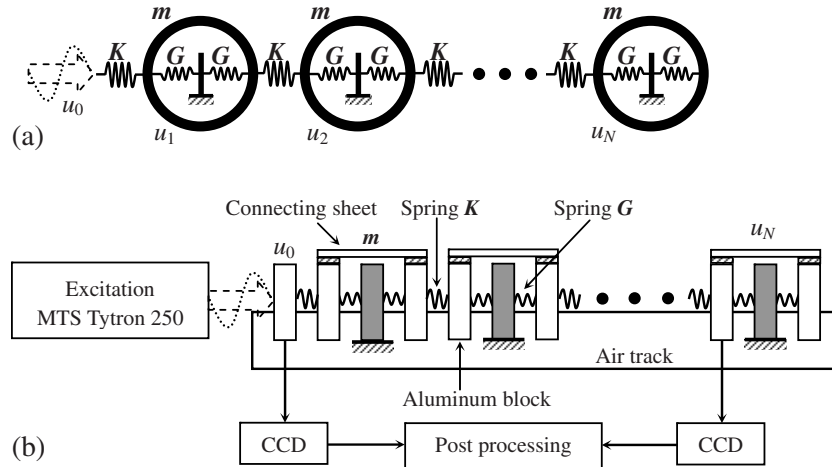 m m m
K G G K G G K K G G
u0
u1 u2 uN
(a)
Connecting sheet Spring K Spring G
u0 m uN
Excitation
MTS Tytron 250
Air track
Aluminum block
CCD Post processing CCD
(b)